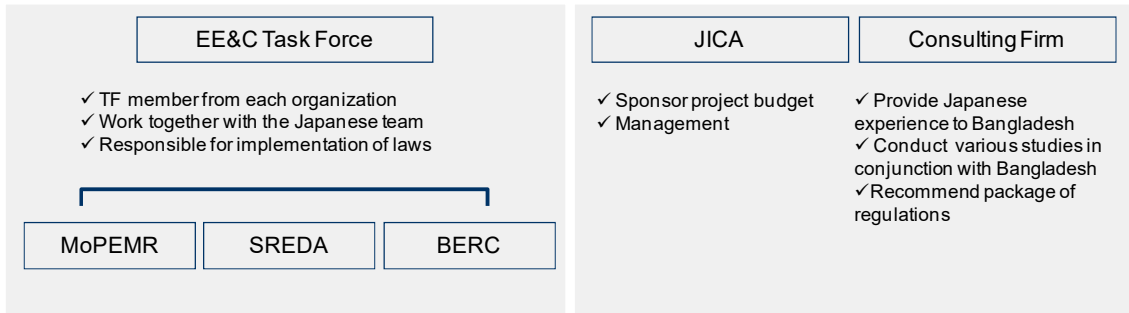 EE&C Task Force
✓ TF member from each organization
✓ Work together with the Japanese team
✓ Responsible for implementation of laws
MoPEMR
SREDA
BERC
JICA
✓ Sponsor project budget
✓ Management
Consulting Firm
✓ Provide Japanese
experience to Bangladesh
✓ Conduct various studies in
conjunction with Bangladesh
✓Recommend package of
regulations